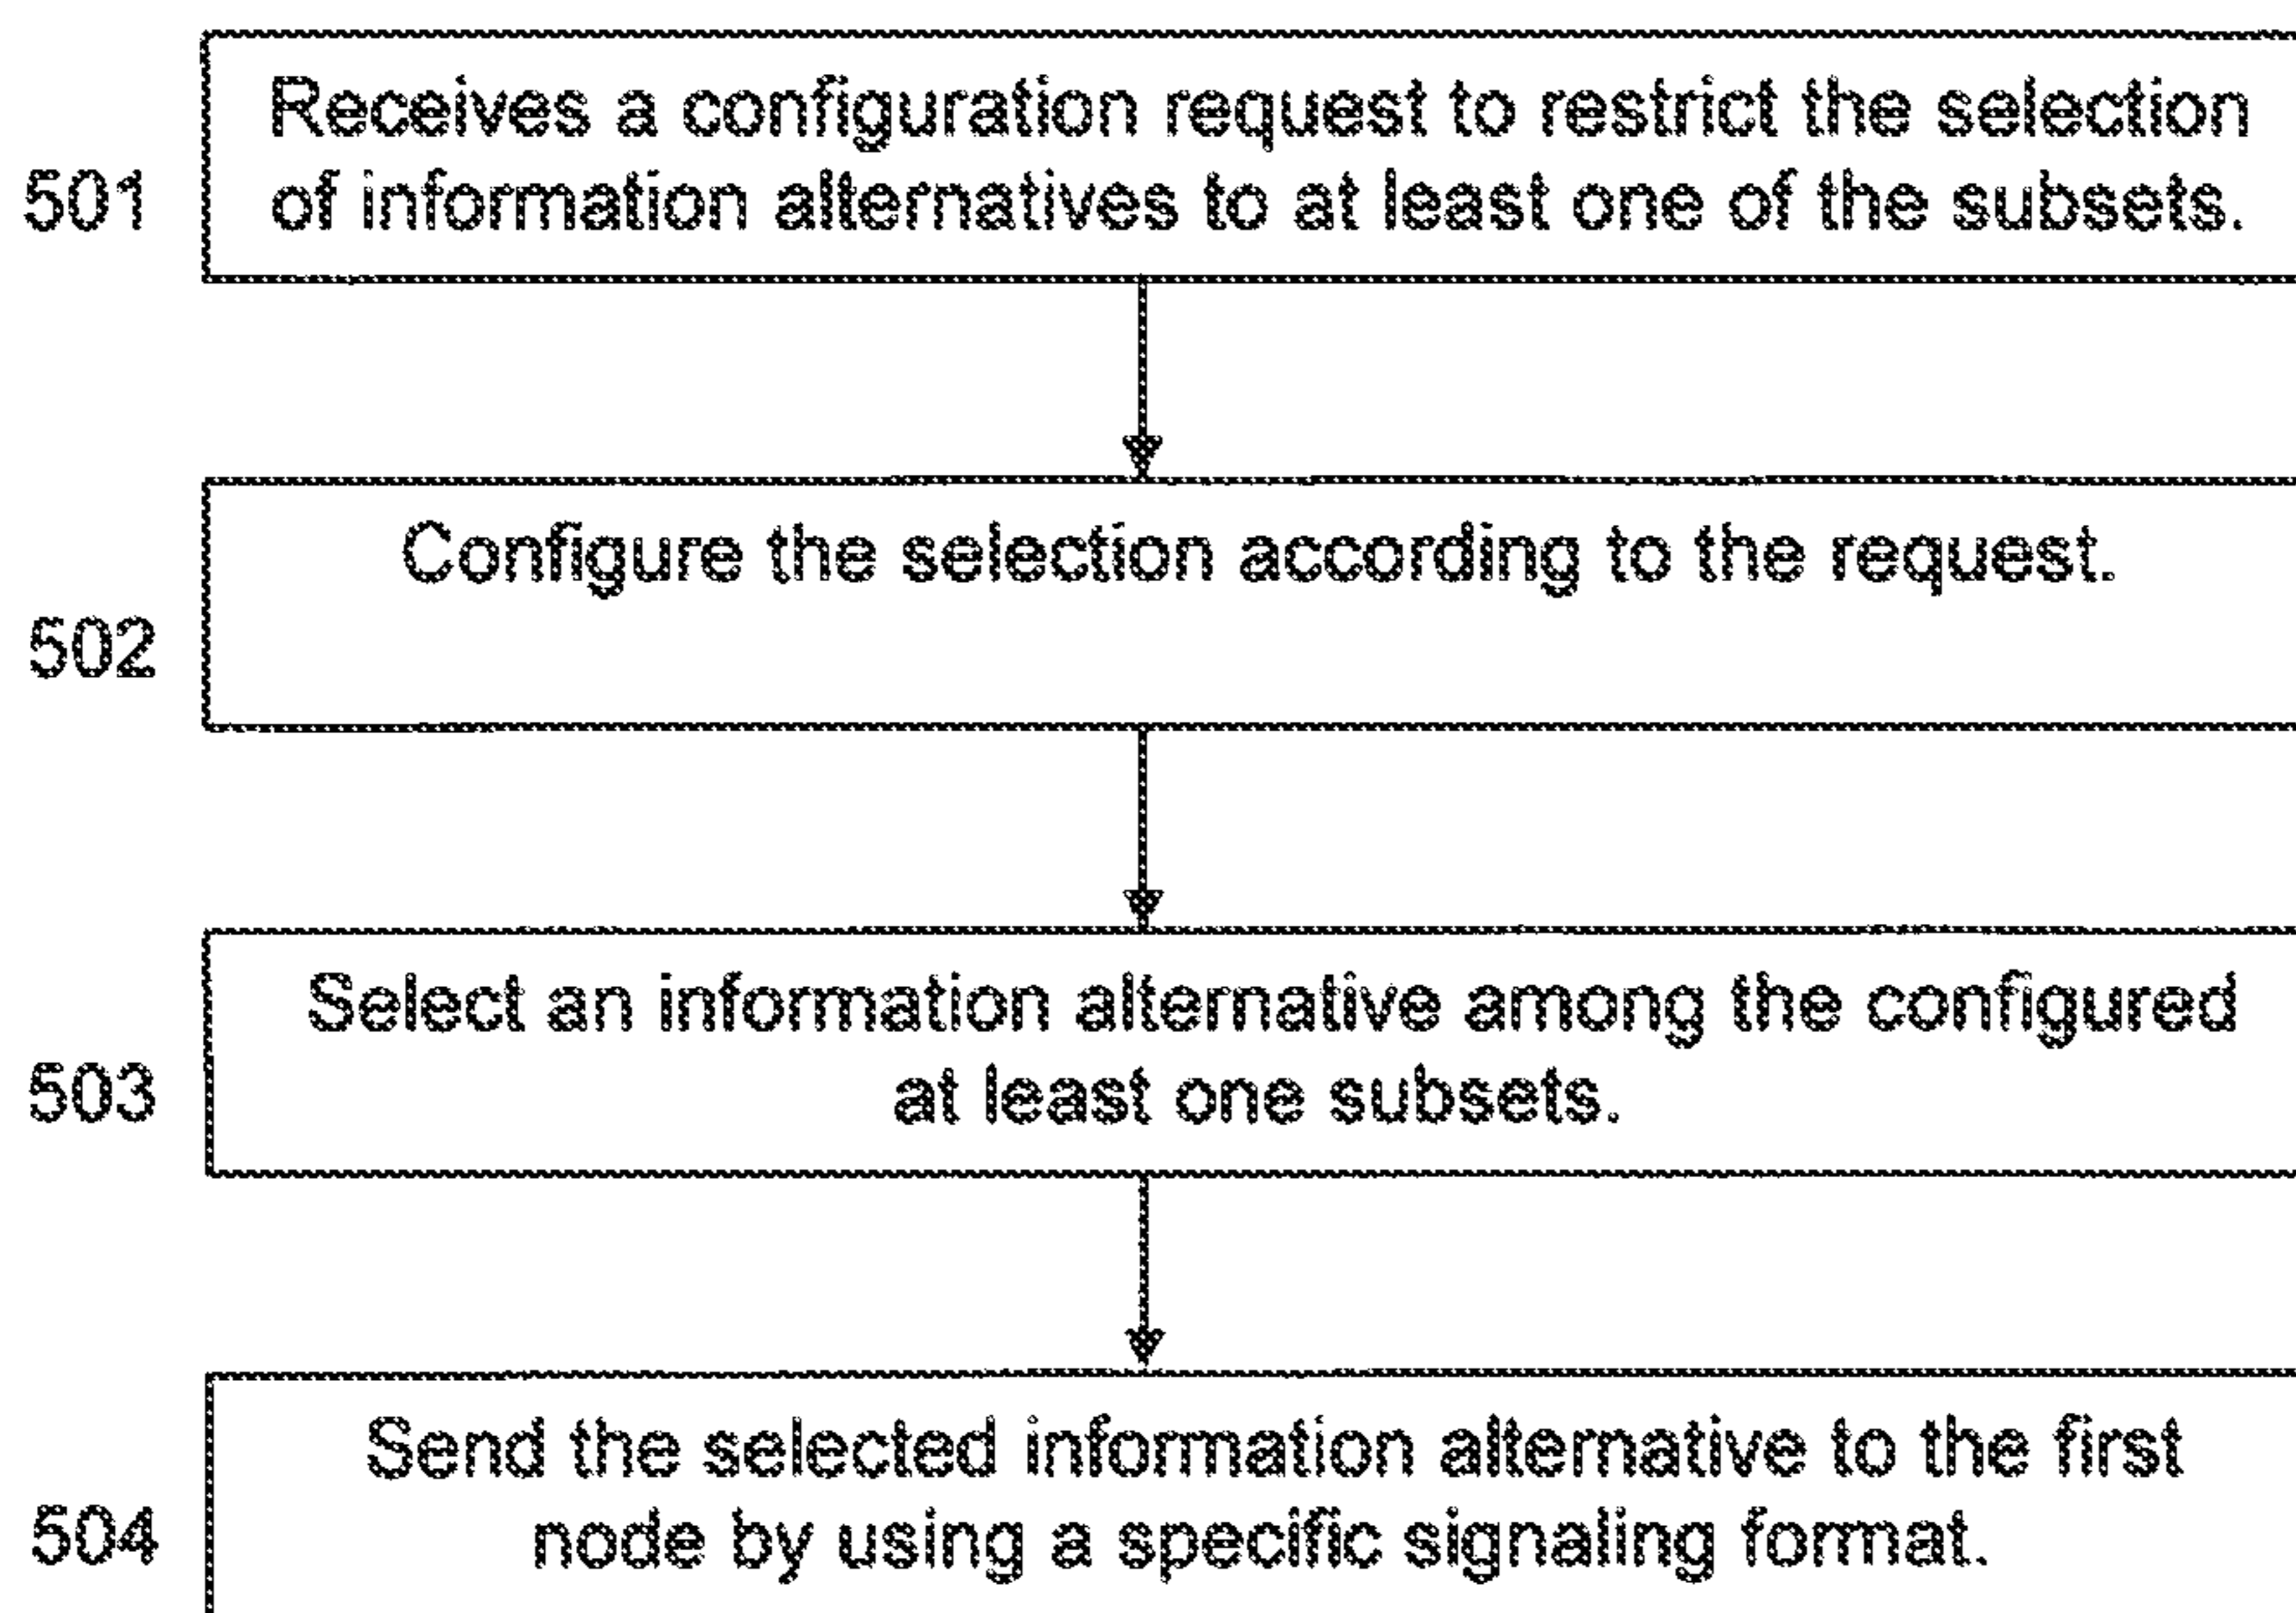 Receives a configuration request to restrict the selection
501 of information alternatives to at least one of the subsets.
Configure the selection according to the request.
502
Select an information alternative among the configured
503 at least one subsets.
Send the selected information alternative to the first
504 node by using a specific signaling format.